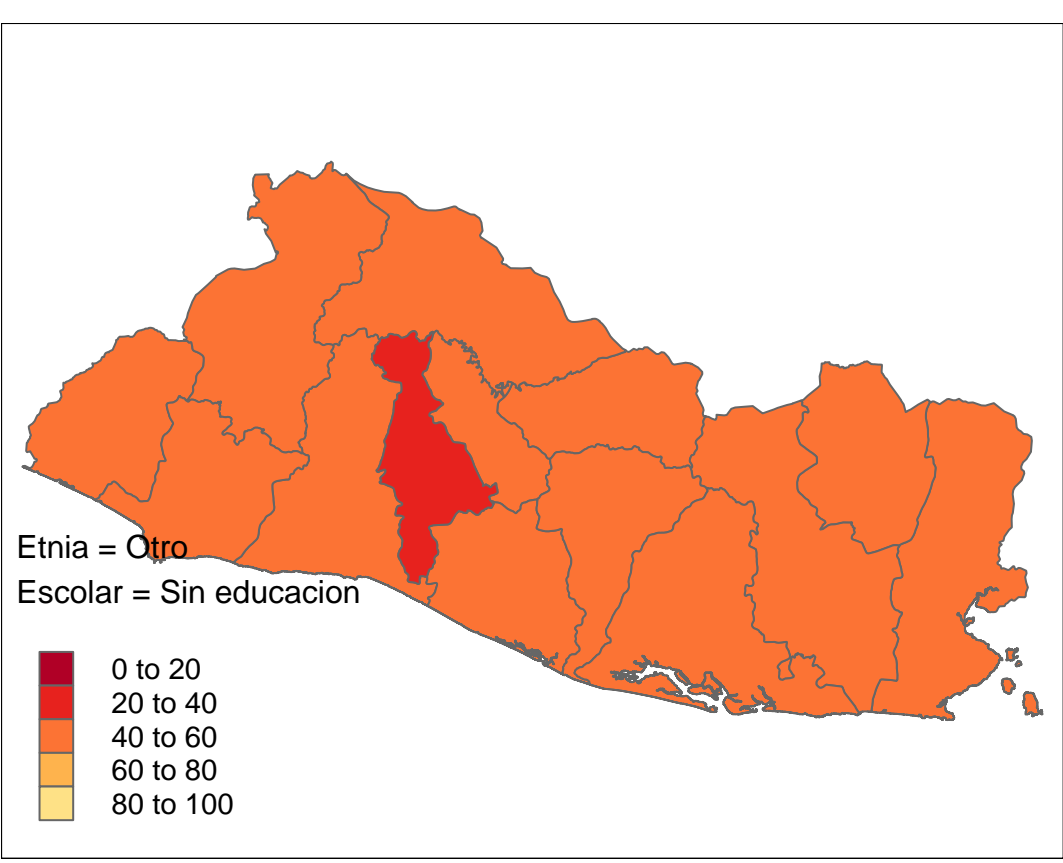 Etnia = Otro
Escolar = Sin educacion
0 to 20
20 to 40
40 to 60
60 to 80
80 to 100